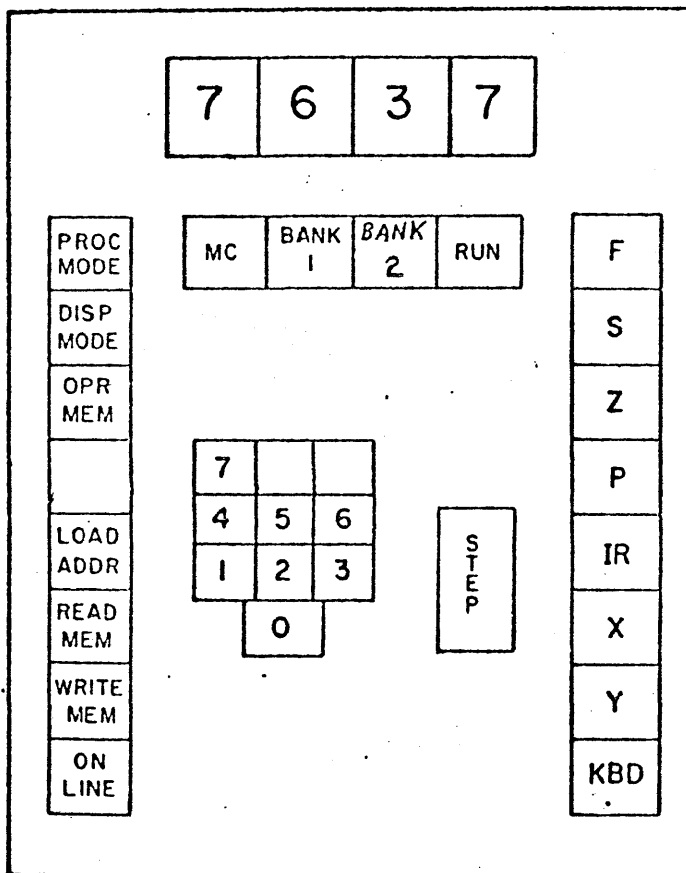 7 6 3 7
MC
BANK
1
BANK
2
RUN
PROC
MODE
DISP
MODE
OPR
MEM
LOAD
ADDR
READ
MEM
WRITE
MEM
ON
LINE
7
4 5 6
1 2 3
0
STEP
F
S
Z
P
IR
X
Y
KBD